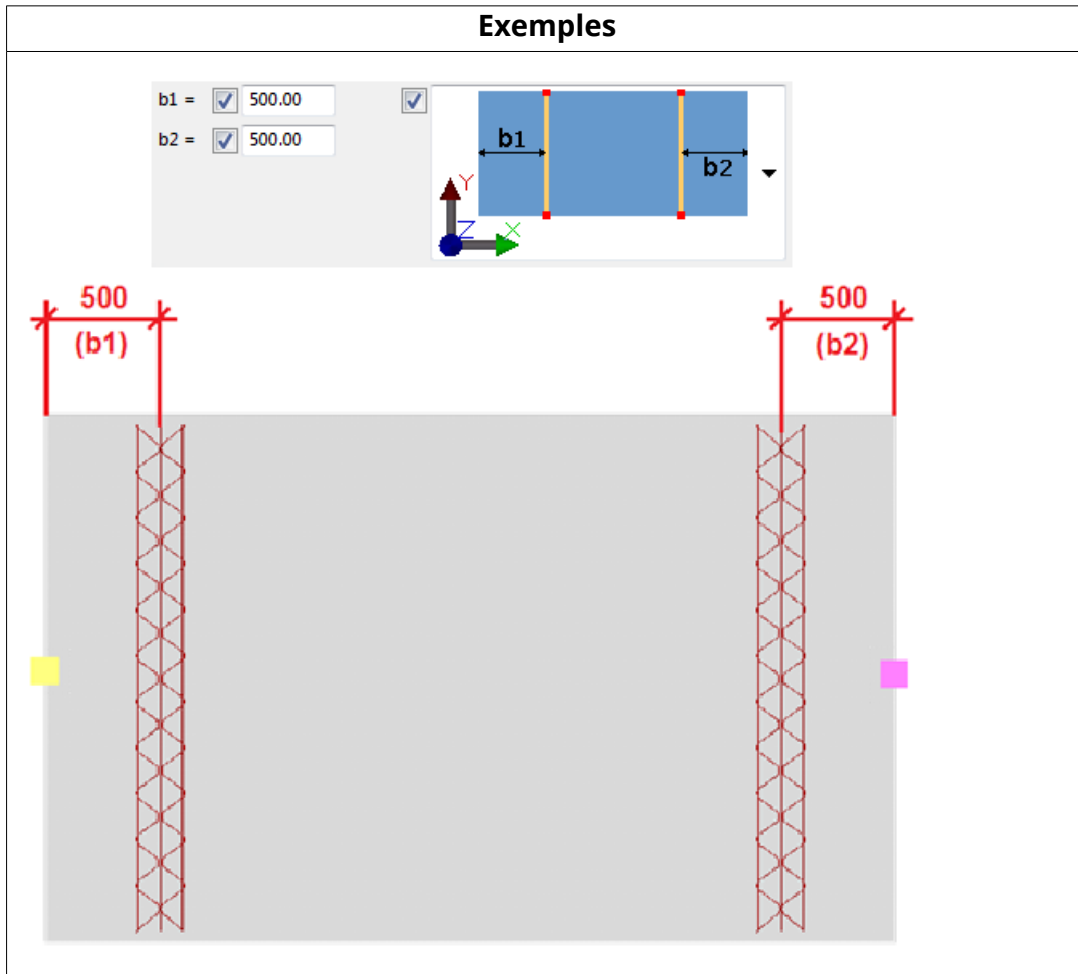 Exemples
b1 = 500.00
b2 = 500.00
b1
b2
Y
Z X
500 500
(b1) (b2)